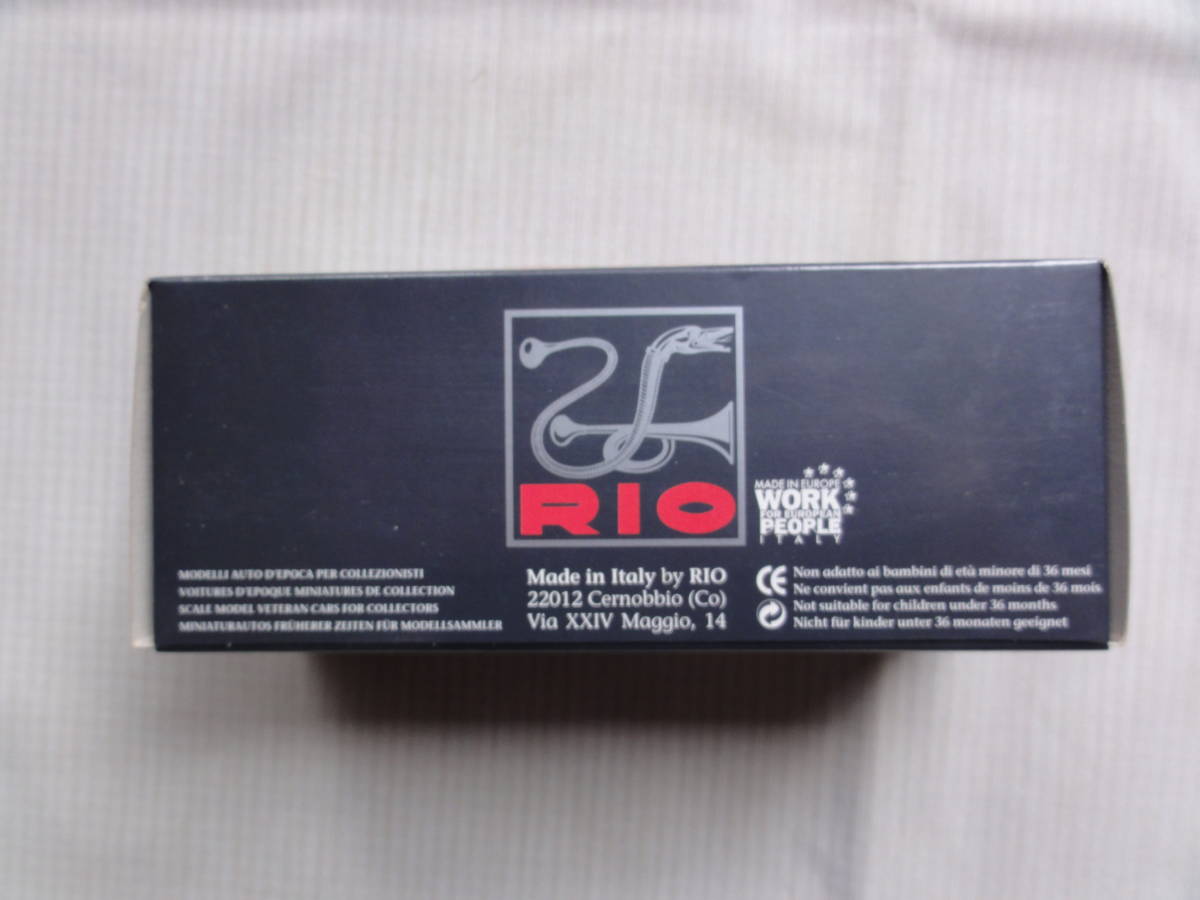 RIO
MADE IN EUROPE
WORK
FOR EUROPEAN
PEOPLE
ITALY
MODELLI AUTO D'EPOCA PER COLLEZIONISTI
VOITURES D'EPOQUE MINIATURES DE COLLECTION
SCALE MODEL VETERAN CARS FOR COLLECTORS
MINIATURAUTOS FRÜHERER ZEITEN FÜR MODELLSAMMLER
Made in Italy by RIO
22012 Cernobbio (Co)
Via XXIV Maggio, 14
CE
Non adatto ai bambini di età minore di 36 mesi
Ne convient pas aux enfants de moins de 36 mois
Not suitable for children under 36 months
Nicht für kinder unter 36 monaten geeignet